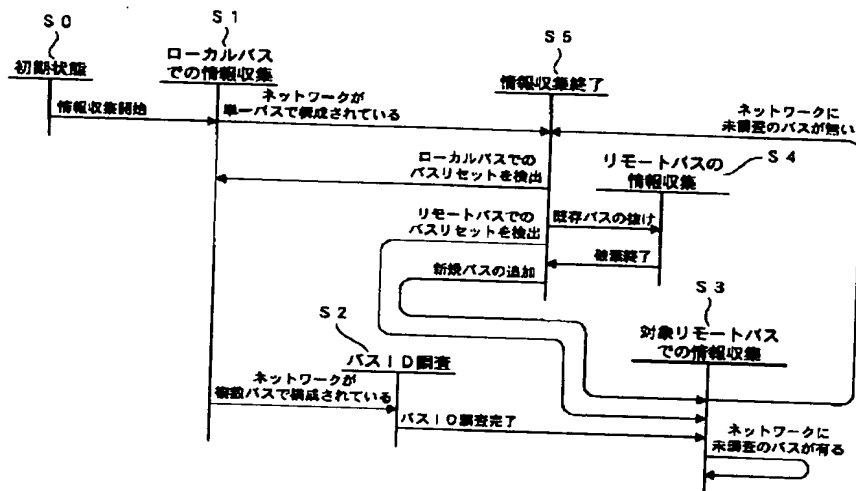 S0
初期状態
S1
ローカルバス
での情報収集
S5
情報収集終了
情報収集開始
ネットワークが
単一バスで構成されている
ネットワークに
未調査のバスが無い
ローカルバスでの
バスリセットを検出
リモートバスの
情報収集
S4
リモートバスでの
バスリセットを検出
既存バスの抜け
新規バスの追加
破棄終了
S3
対象リモートバス
での情報収集
S2
バスID調査
ネットワークが
複数バスで構成されている
バスID調査完了
ネットワークに
未調査のバスが有る